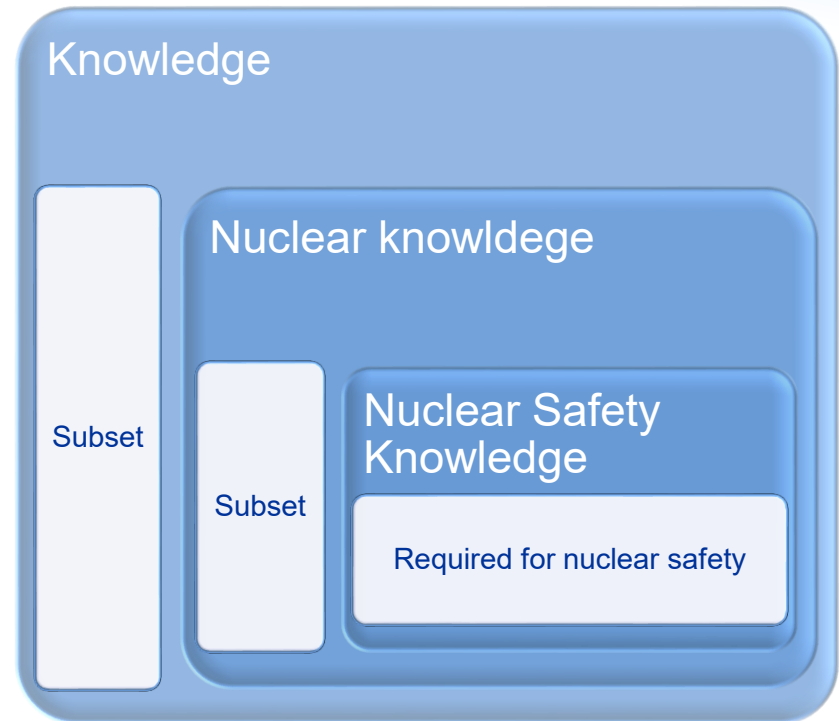 Knowledge
Nuclear knowldege
Subset
Subset
Nuclear Safety
Knowledge
Required for nuclear safety